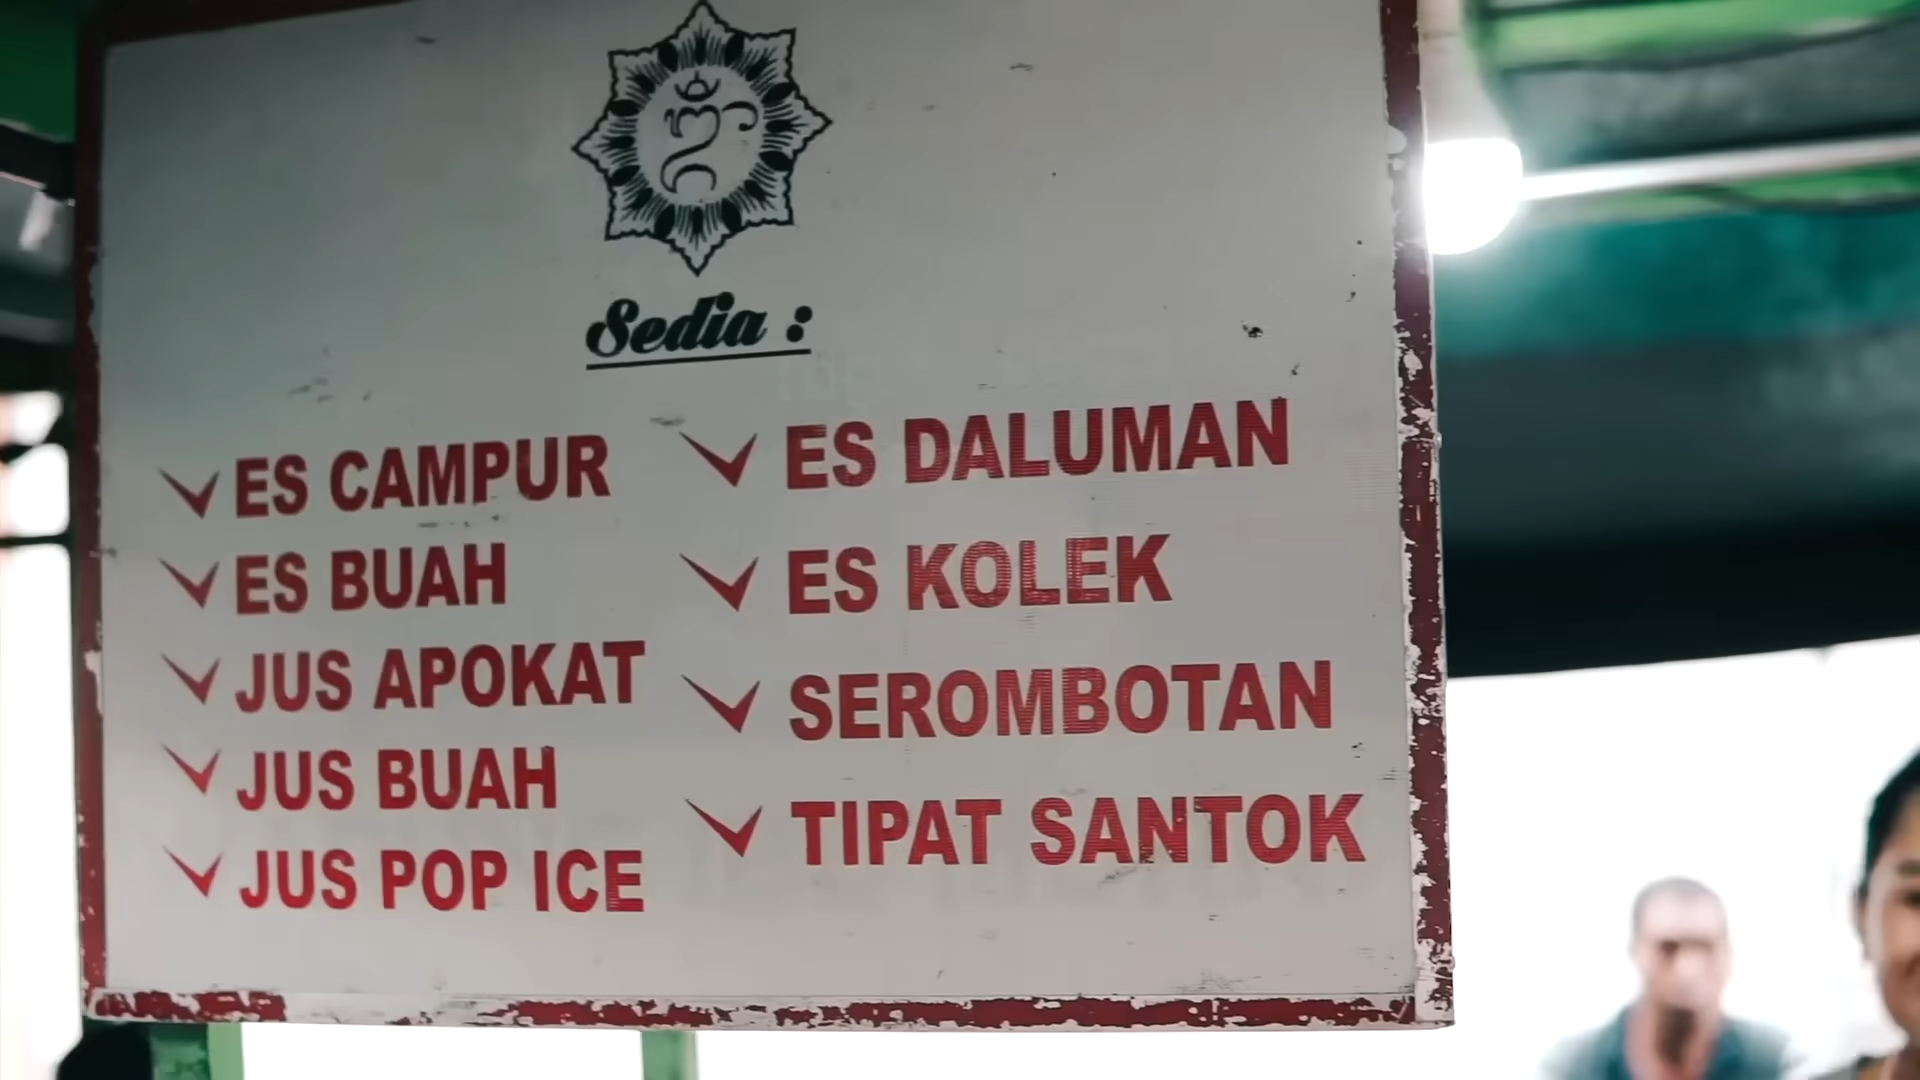 ᬒᬁ
Sedia :
ES CAMPUR
ES BUAH
JUS APOKAT
JUS BUAH
JUS POP ICE
ES DALUMAN
ES KOLEK
SEROMBOTAN
TIPAT SANTOK